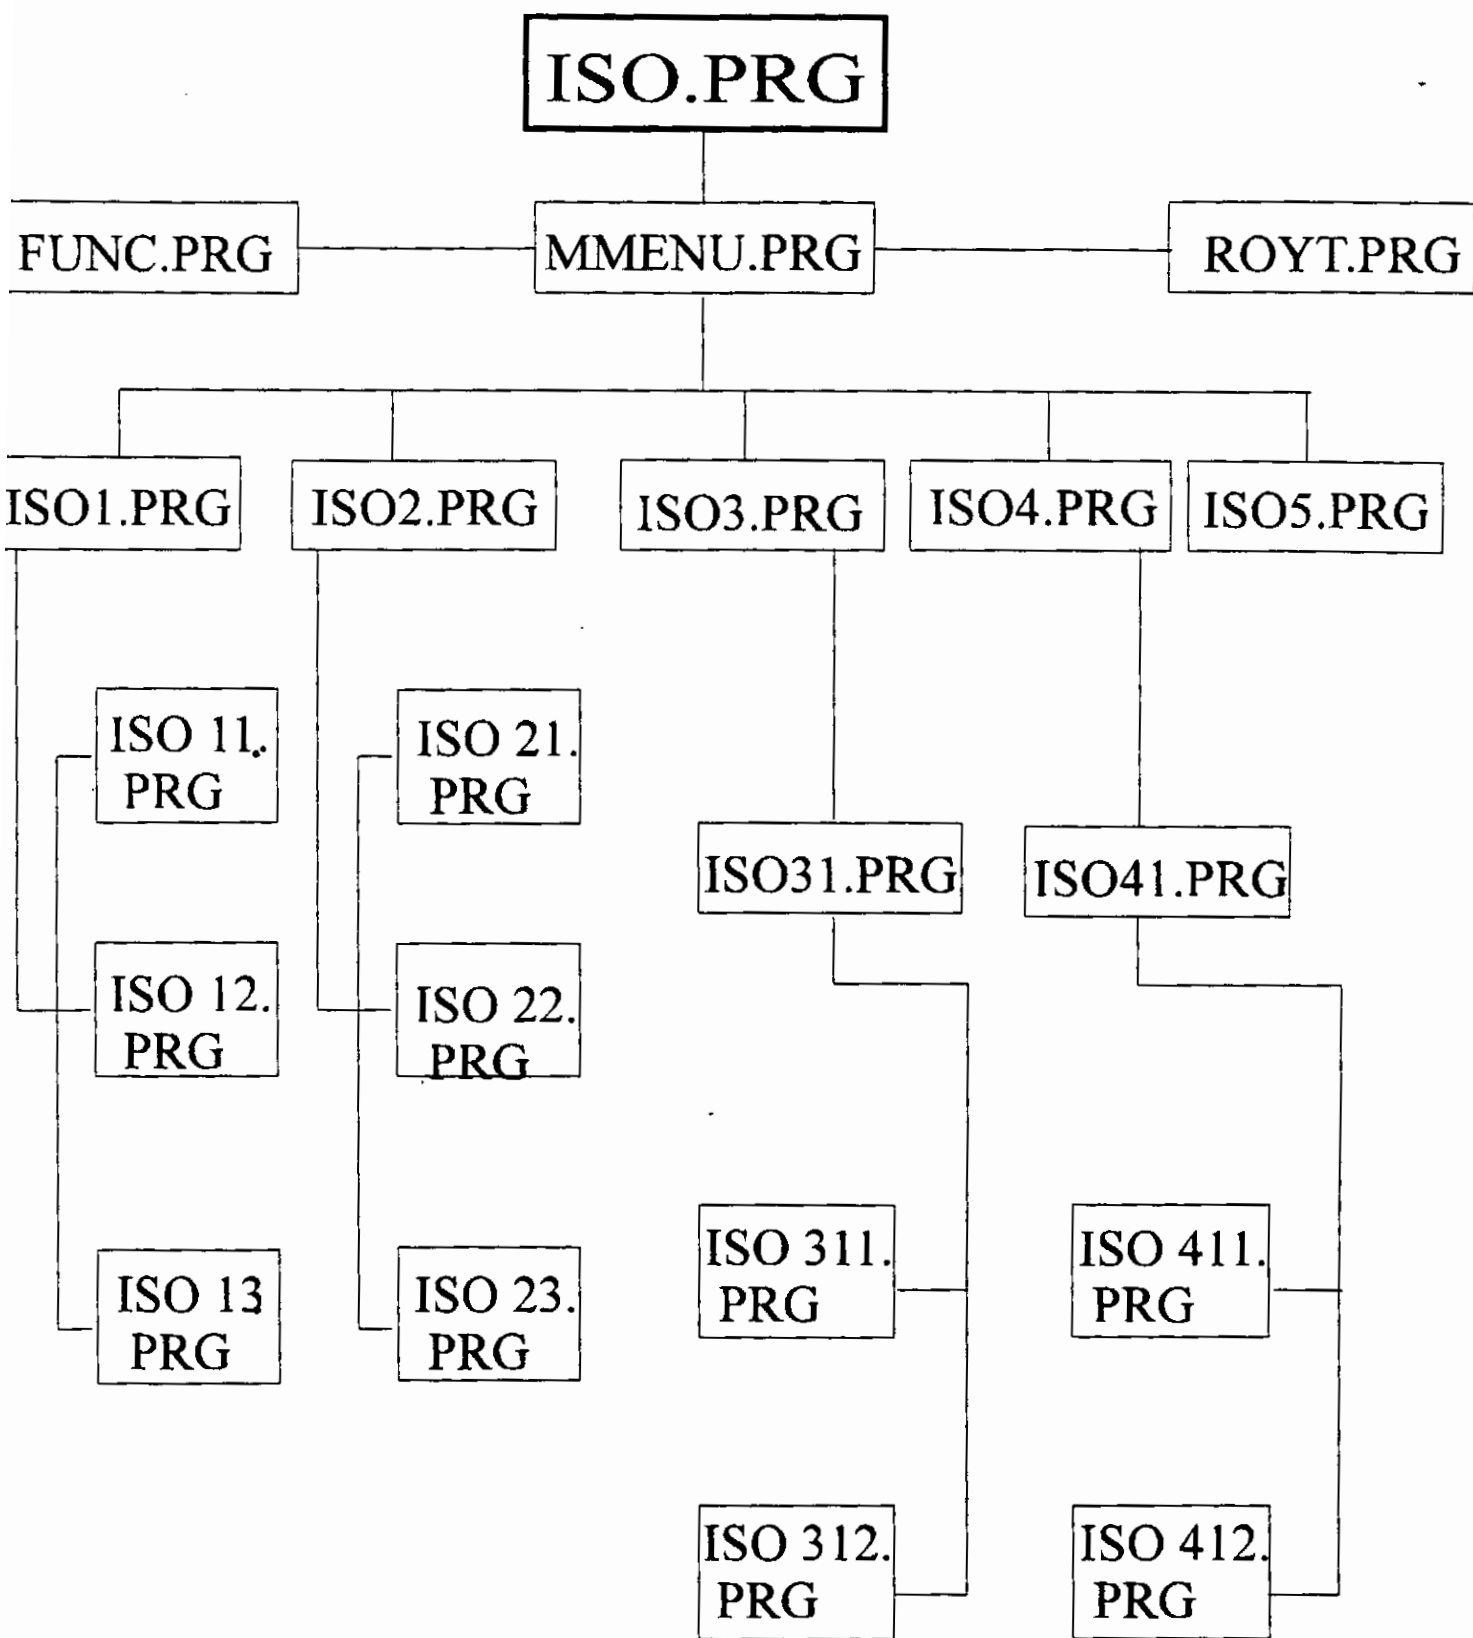 ISO.PRG
FUNC.PRG
MMENU.PRG
ROYT.PRG
ISO1.PRG
ISO2.PRG
ISO3.PRG
ISO4.PRG
ISO5.PRG
ISO 11.
PRG
ISO 21.
PRG
ISO31.PRG
ISO41.PRG
ISO 12.
PRG
ISO 22.
PRG
ISO 13
PRG
ISO 23.
PRG
ISO 311.
PRG
ISO 411.
PRG
ISO 312.
PRG
ISO 412.
PRG